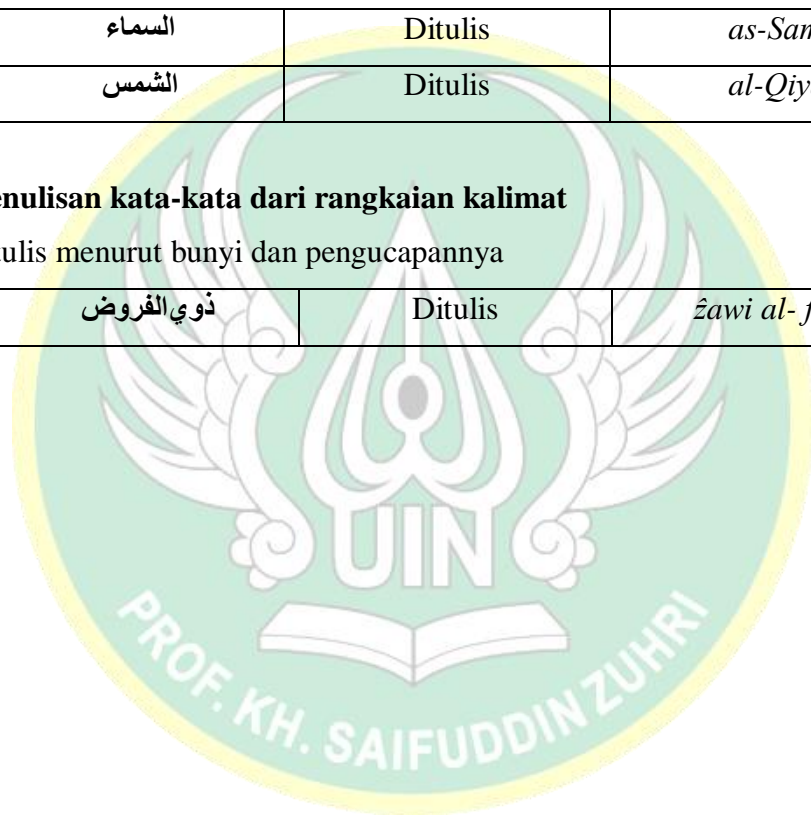 السماء Ditulis as-Sam
الشمس Ditulis al-Qiy
enulisan kata-kata dari rangkaian kalimat
tulis menurut bunyi dan pengucapannya
ذوي الفروض Ditulis ẑawi al- f
UIN
PROF. KH. SAIFUDDIN ZUHRI